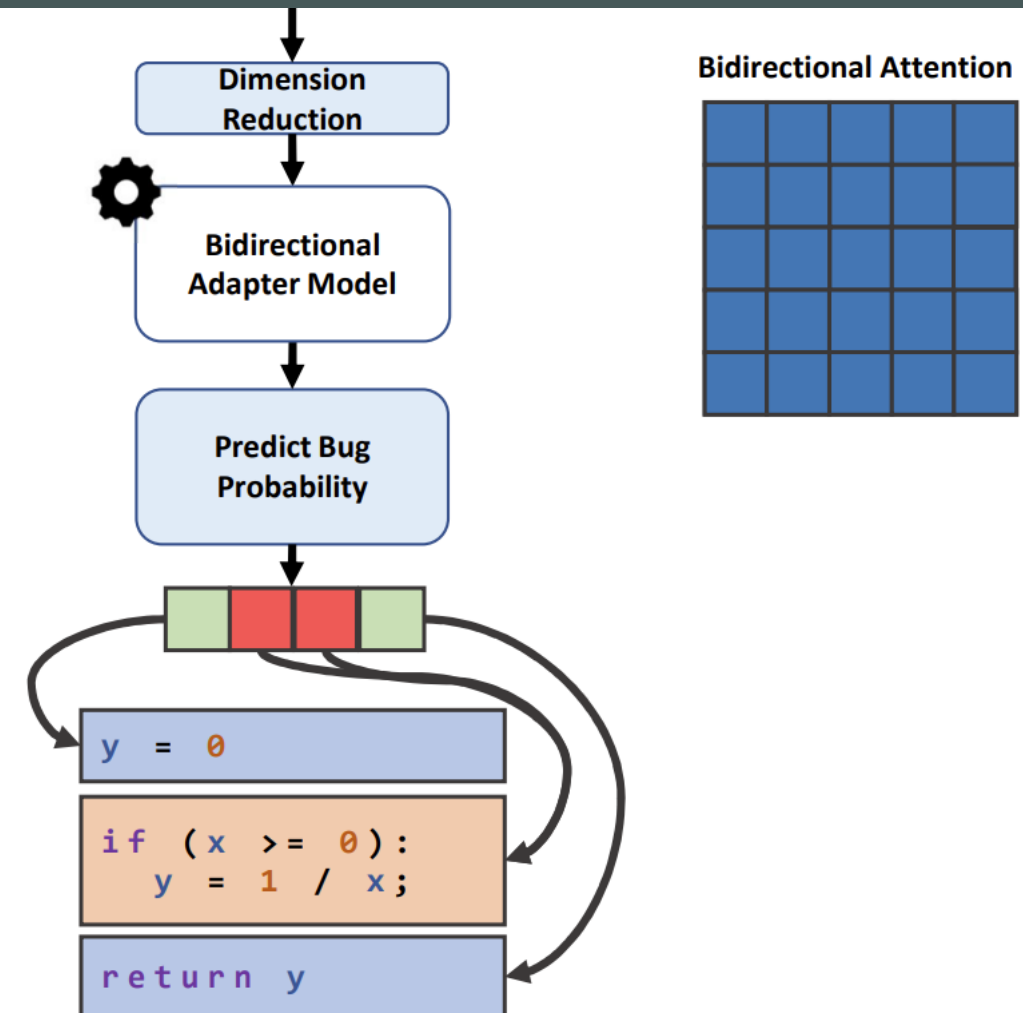 Dimension
Reduction
Bidirectional Attention
Bidirectional
Adapter Model
Predict Bug
Probability
y = 0
if (x >= 0):
y = 1 / x;
return y